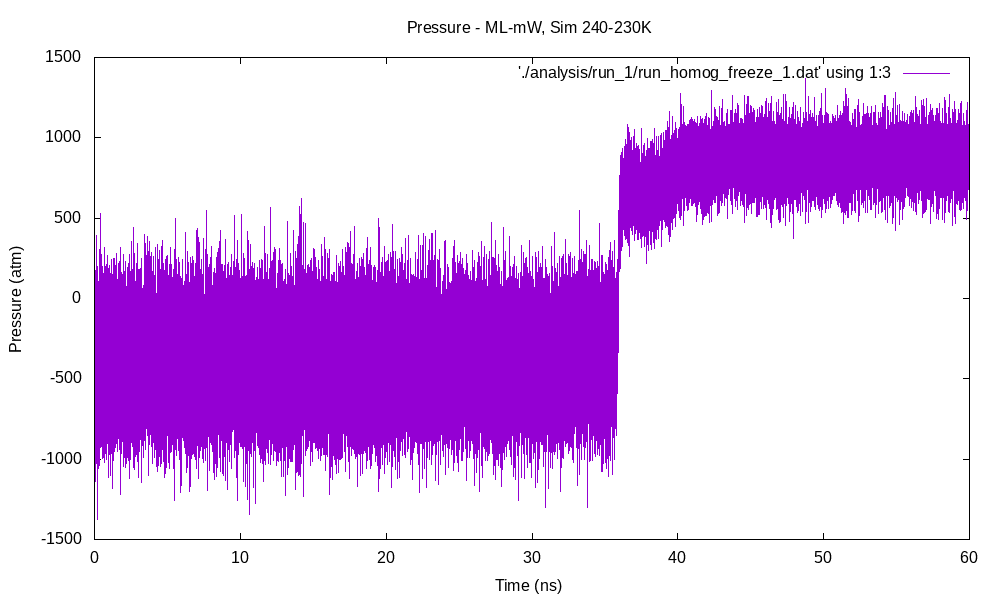 Pressure - ML-mW, Sim 240-230K
'./analysis/run_1/run_homog_freeze_1.dat' using 1:3
1500
1000
500
0
-500
-1000
-1500
Pressure (atm)
0 10 20 30 40 50 60
Time (ns)